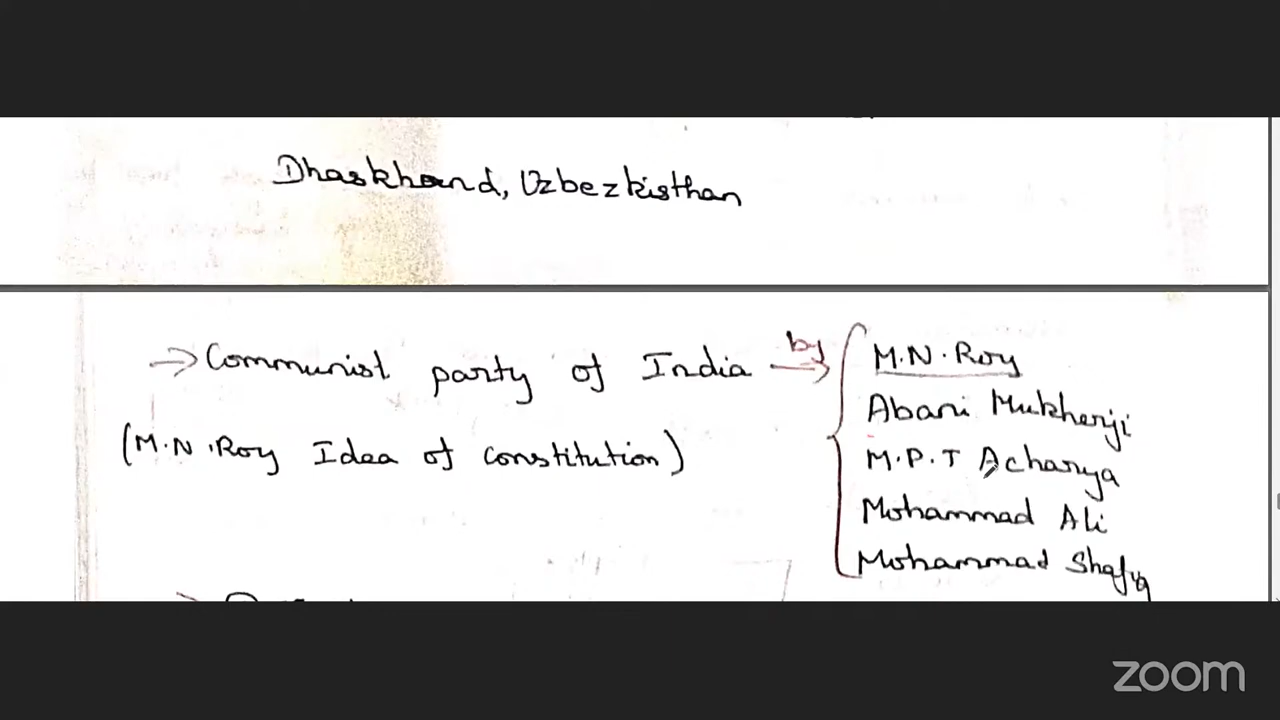 Dhaskhand, Uzbezkisthan
→ Communist party of India by→ M.N.Roy
(M.N.Roy Idea of constitution)
Abani Mukherji
M.P.T Acharya
Mohammad Ali
Mohammad Shafiq
zoom